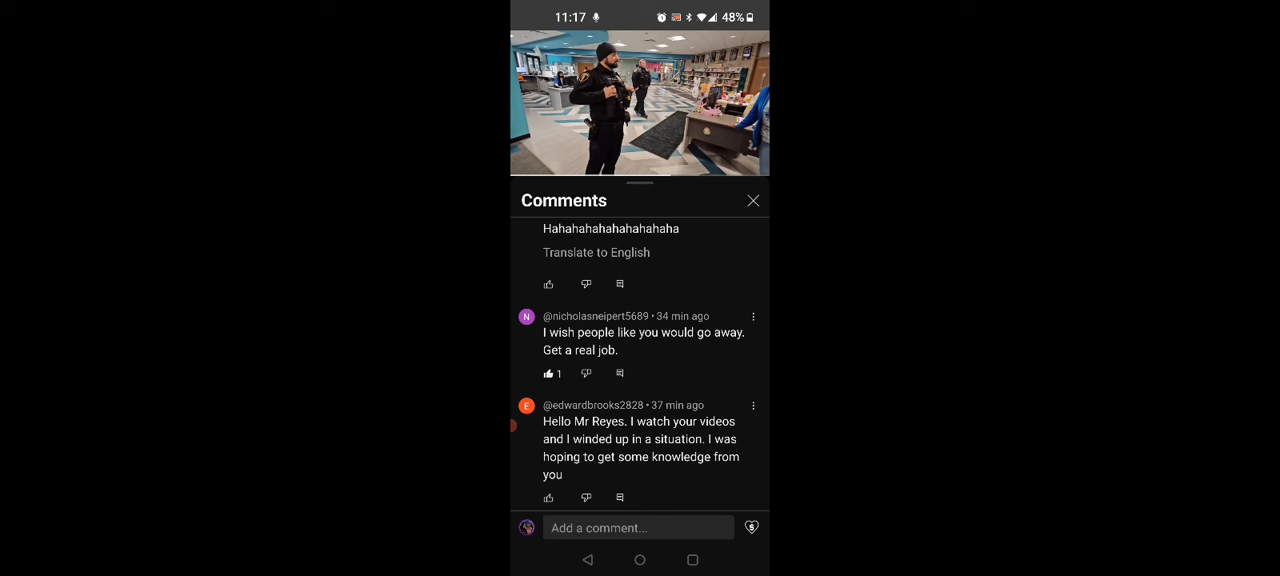 11:17 48%
Comments
Hahahahahahahahaha
Translate to English
N @nicholasneipert5689 • 34 min ago
I wish people like you would go away.
Get a real job.
1
E @edwardbrooks2828 • 37 min ago
Hello Mr Reyes. I watch your videos
and I winded up in a situation. I was
hoping to get some knowledge from
you
Add a comment...